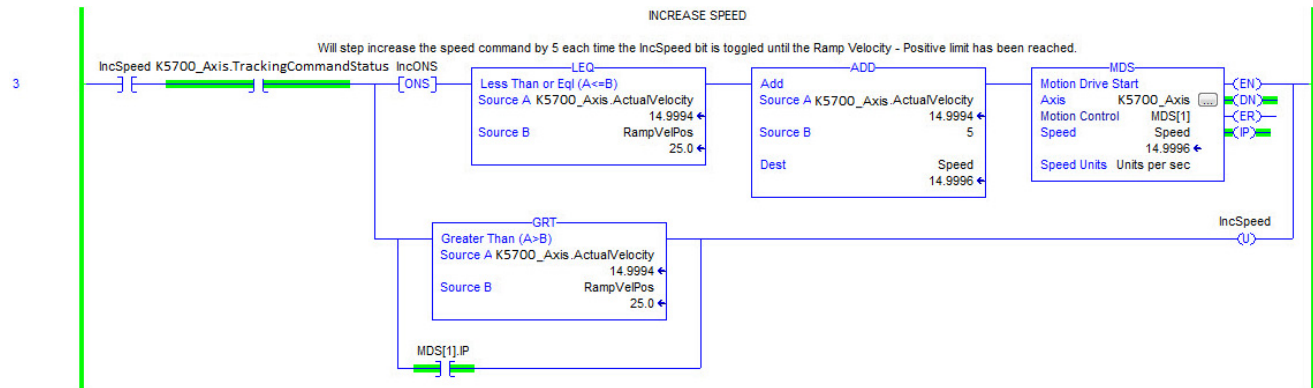 INCREASE SPEED
Will step increase the speed command by 5 each time the IncSpeed bit is toggled until the Ramp Velocity - Positive limit has been reached.
3
IncSpeed K5700_Axis.TrackingCommandStatus IncONS
ONS
LEQ
Less Than or Eql (A<=B)
Source A K5700_Axis.ActualVelocity
14.9994
Source B RampVelPos
25.0
ADD
Add
Source A K5700_Axis.ActualVelocity
14.9994
Source B 5
Dest Speed
14.9996
MDS
Motion Drive Start
Axis K5700_Axis ...
Motion Control MDS[1]
Speed Speed
14.9996
Speed Units Units per sec
EN
DN
ER
IP
GRT
Greater Than (A>B)
Source A K5700_Axis.ActualVelocity
14.9994
Source B RampVelPos
25.0
IncSpeed
U
MDS[1].IP